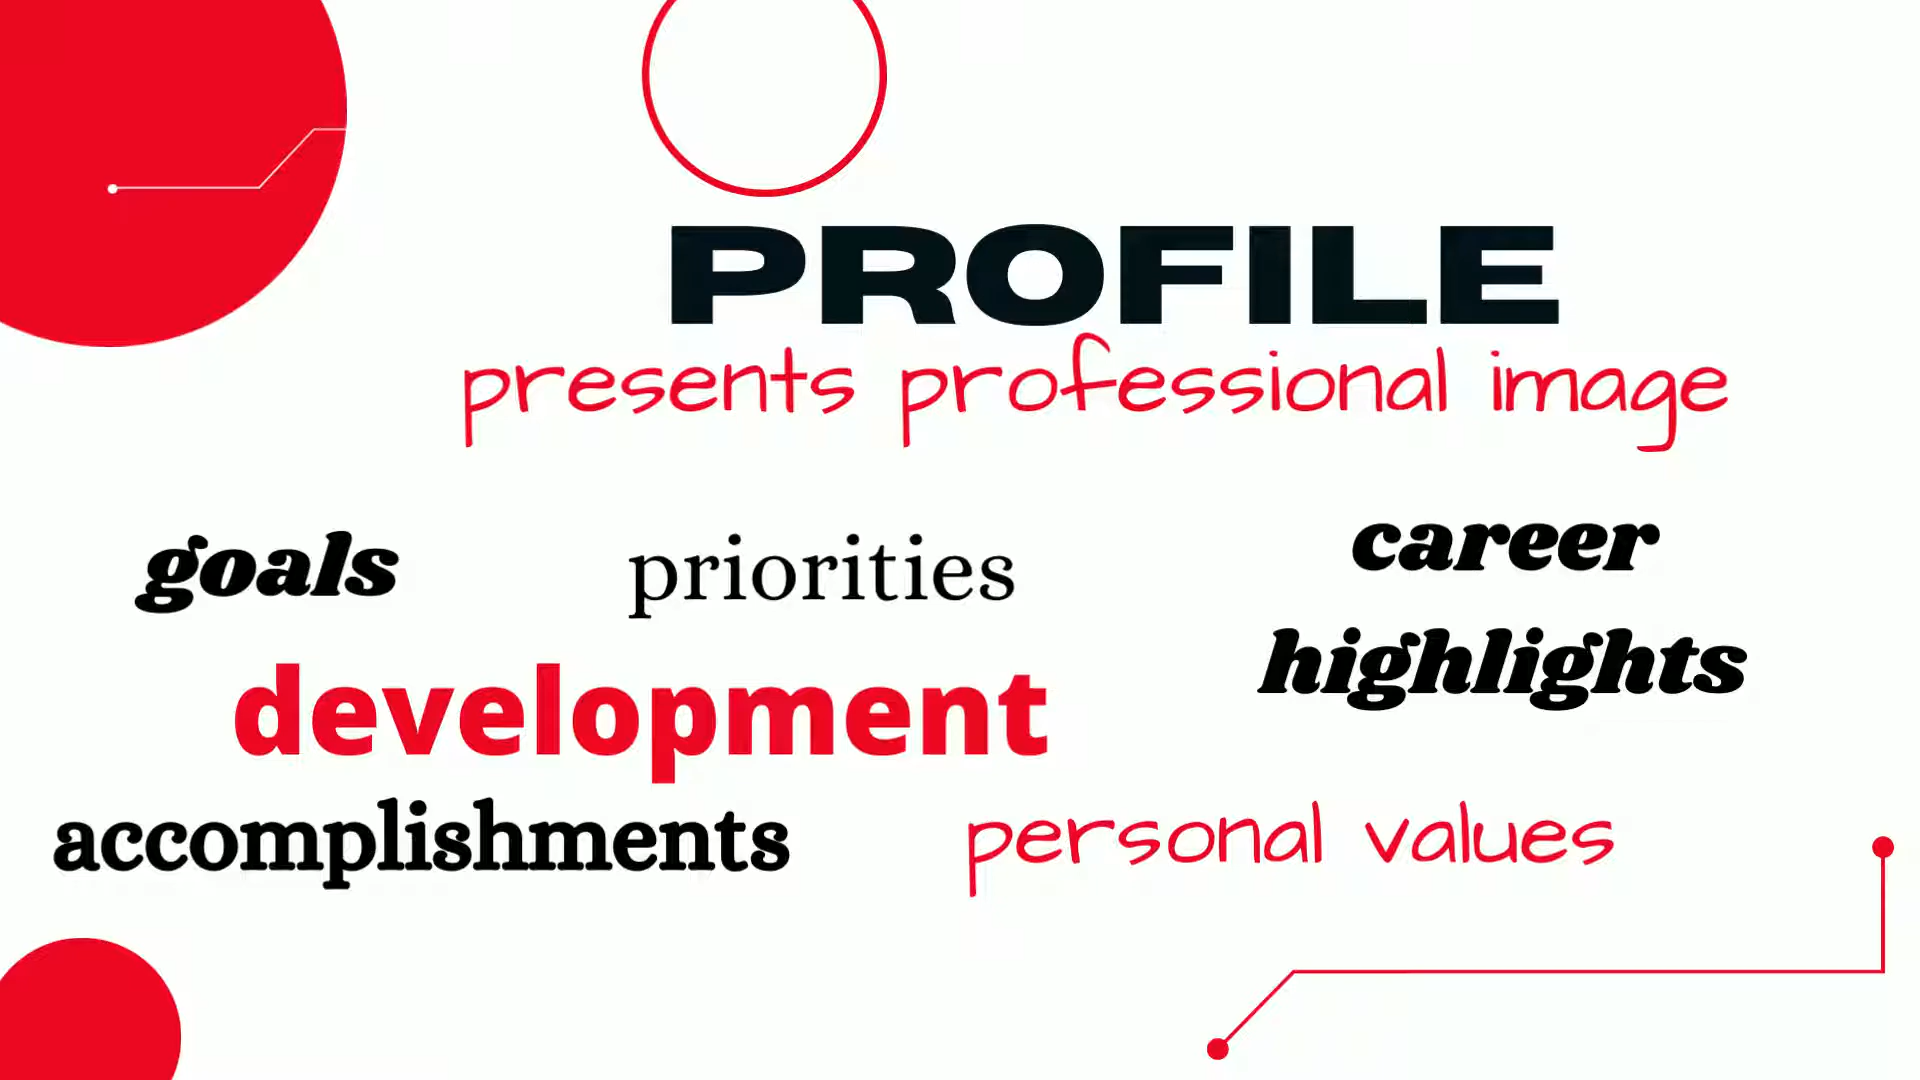 PROFILE
presents professional image
goals
priorities
career
highlights
development
accomplishments
personal values